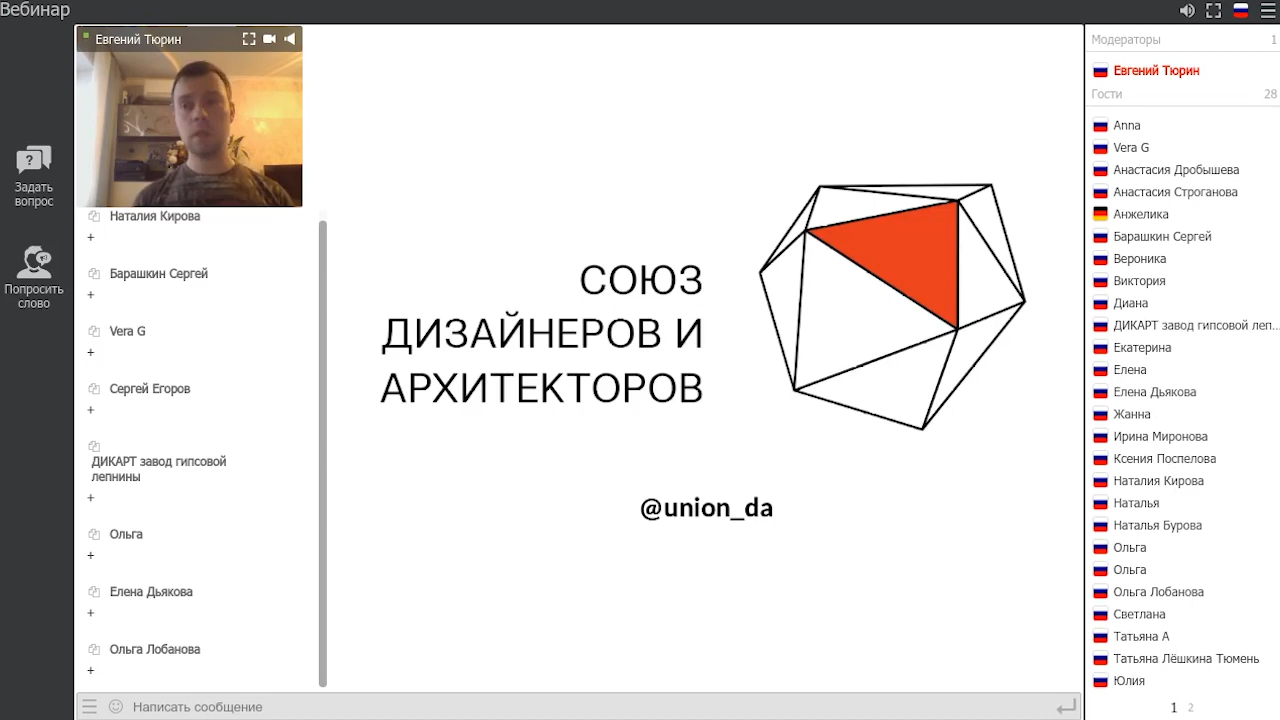 Вебинар
Евгений Тюрин
Задать
вопрос
Попросить
слово
Наталия Кирова
+
Барашкин Сергей
+
Vera G
+
Сергей Егоров
+
ДИКАРТ завод гипсовой
лепнины
+
Ольга
+
Елена Дьякова
+
Ольга Лобанова
+
Написать сообщение
СОЮЗ
ДИЗАЙНЕРОВ И
АРХИТЕКТОРОВ
@union_da
Модераторы 1
Евгений Тюрин
Гости 28
Anna
Vera G
Анастасия Дробышева
Анастасия Строганова
Анжелика
Барашкин Сергей
Вероника
Виктория
Диана
ДИКАРТ завод гипсовой леп...
Екатерина
Елена
Елена Дьякова
Жанна
Ирина Миронова
Ксения Поспелова
Наталия Кирова
Наталья
Наталья Бурова
Ольга
Ольга
Ольга Лобанова
Светлана
Татьяна А
Татьяна Лёшкина Тюмень
Юлия
1 2